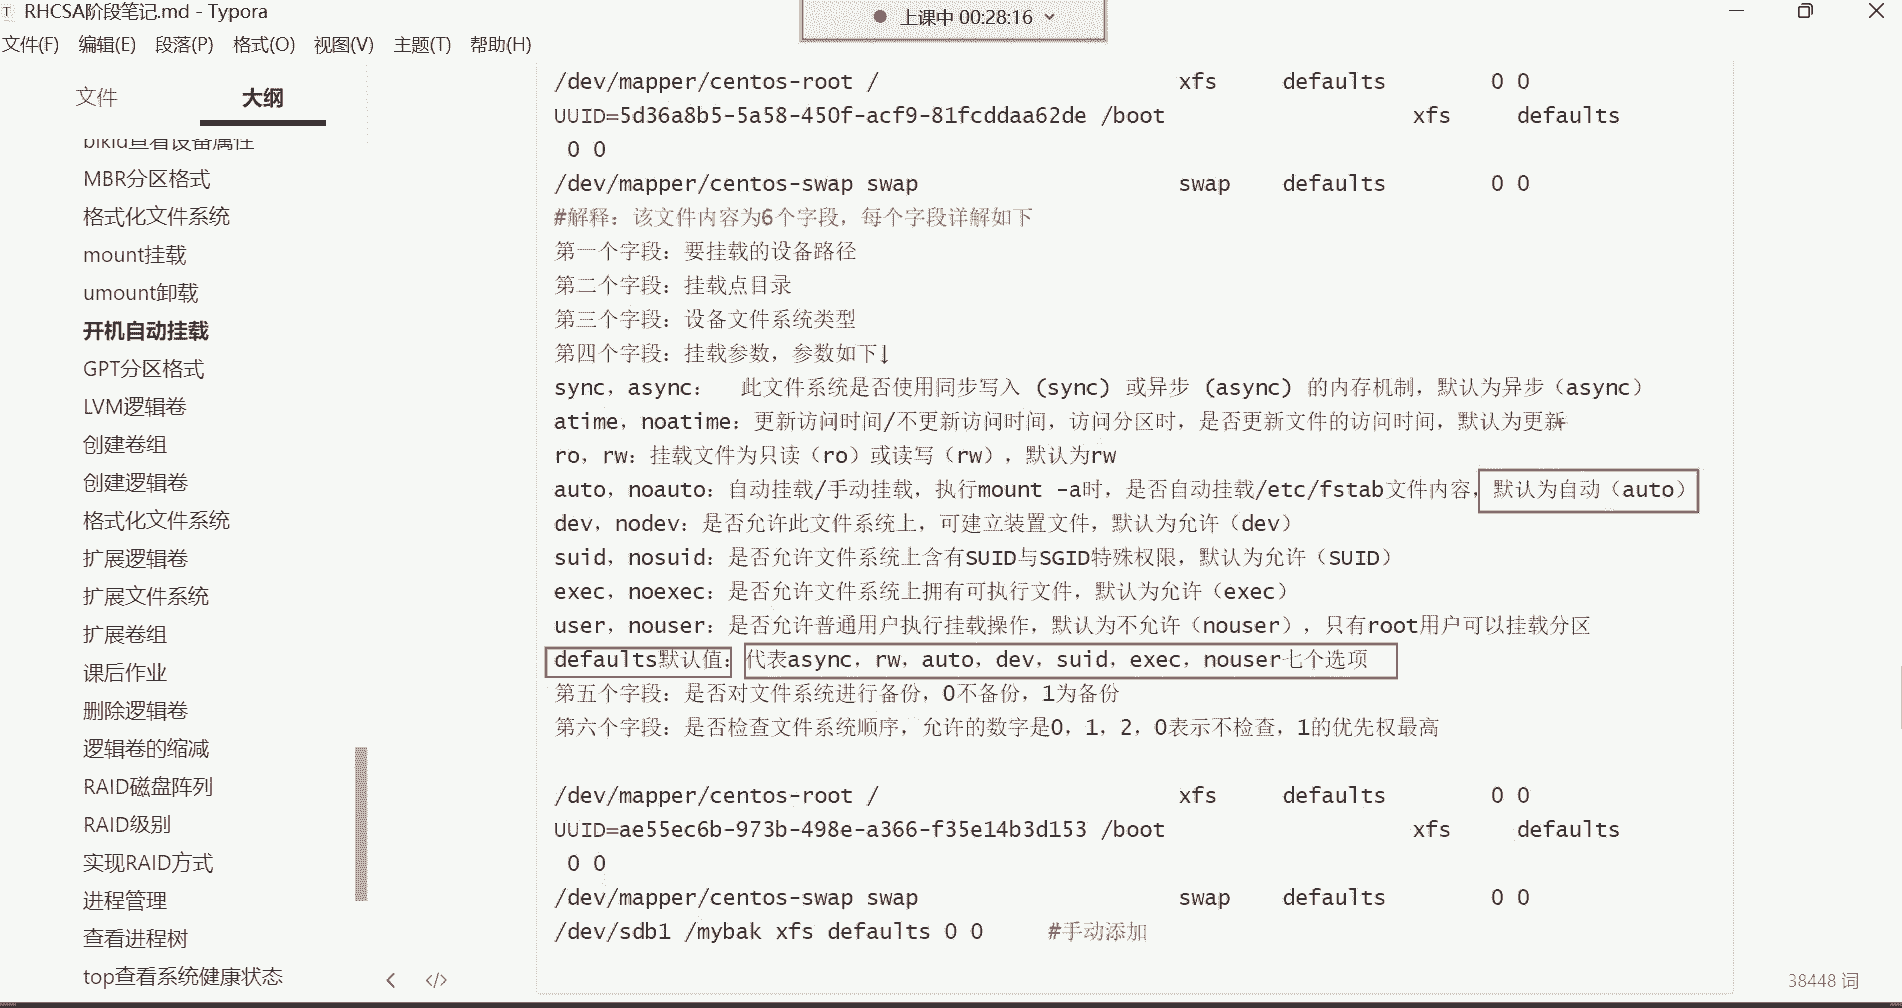 RHCSA阶段笔记.md - Typora
上课中 00:28:16
文件(F) 编辑(E) 段落(P) 格式(O) 视图(V) 主题(T) 帮助(H)
文件 大纲
blkid查看设备属性
MBR分区格式
格式化文件系统
mount挂载
umount卸载
开机自动挂载
GPT分区格式
LVM逻辑卷
创建卷组
创建逻辑卷
格式化文件系统
扩展逻辑卷
扩展文件系统
扩展卷组
课后作业
删除逻辑卷
逻辑卷的缩减
RAID磁盘阵列
RAID级别
实现RAID方式
进程管理
查看进程树
top查看系统健康状态
/dev/mapper/centos-root / xfs defaults 0 0
UUID=5d36a8b5-5a58-450f-acf9-81fcddaa62de /boot xfs defaults
0 0
/dev/mapper/centos-swap swap swap defaults 0 0
#解释：该文件内容为6个字段，每个字段详解如下
第一个字段：要挂载的设备路径
第二个字段：挂载点目录
第三个字段：设备文件系统类型
第四个字段：挂载参数，参数如下↓
sync，async： 此文件系统是否使用同步写入 (sync) 或异步 (async) 的内存机制，默认为异步（async）
atime，noatime：更新访问时间/不更新访问时间，访问分区时，是否更新文件的访问时间，默认为更新
ro，rw：挂载文件为只读（ro）或读写（rw），默认为rw
auto，noauto：自动挂载/手动挂载，执行mount -a时，是否自动挂载/etc/fstab文件内容，默认为自动（auto）
dev，nodev：是否允许此文件系统上，可建立装置文件，默认为允许（dev）
suid，nosuid：是否允许文件系统上含有SUID与SGID特殊权限，默认为允许（SUID）
exec，noexec：是否允许文件系统上拥有可执行文件，默认为允许（exec）
user，nouser：是否允许普通用户执行挂载操作，默认为不允许（nouser），只有root用户可以挂载分区
defaults默认值：代表async，rw，auto，dev，suid，exec，nouser七个选项
第五个字段：是否对文件系统进行备份，0不备份，1为备份
第六个字段：是否检查文件系统顺序，允许的数字是0，1，2，0表示不检查，1的优先权最高
/dev/mapper/centos-root / xfs defaults 0 0
UUID=ae55ec6b-973b-498e-a366-f35e14b3d153 /boot xfs defaults
0 0
/dev/mapper/centos-swap swap swap defaults 0 0
/dev/sdb1 /mybak xfs defaults 0 0 #手动添加
38448 词